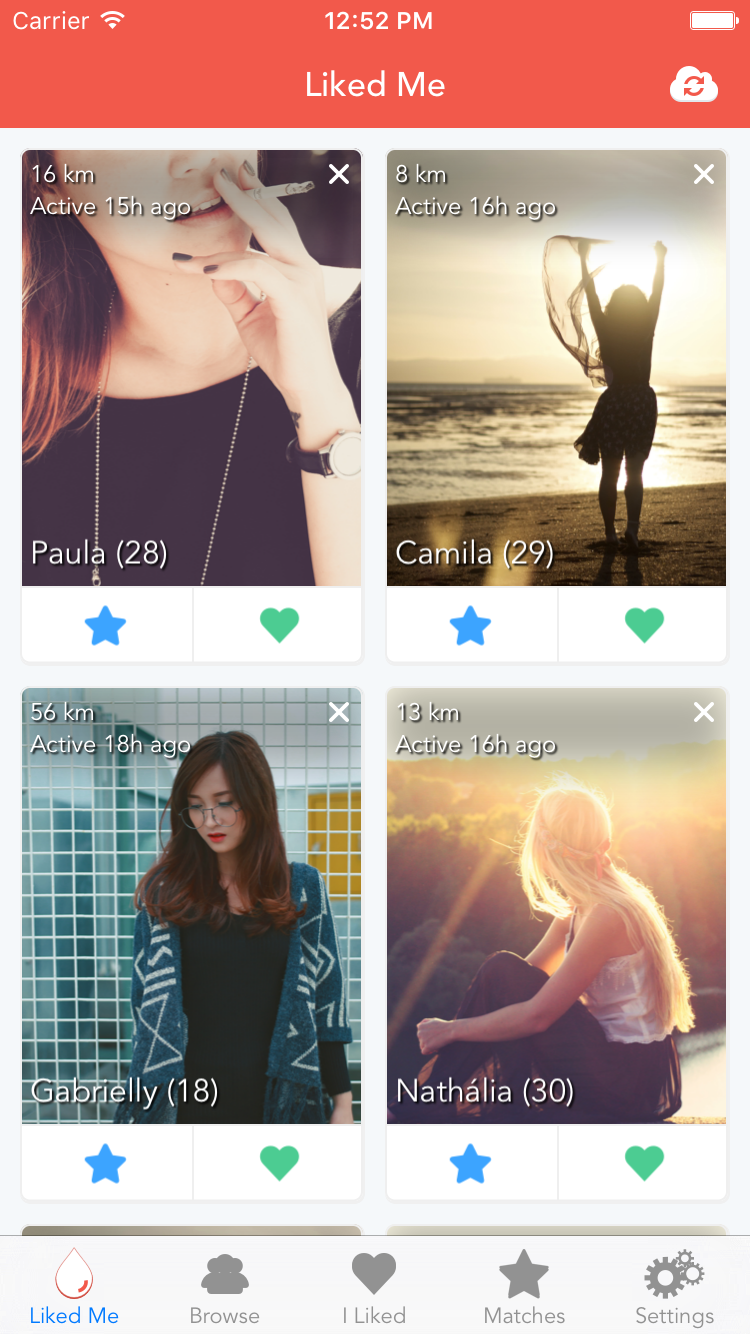 Carrier 12:52 PM
Liked Me
16 km
Active 15h ago
Paula (28)
8 km
Active 16h ago
Camila (29)
56 km
Active 18h ago
Gabrielly (18)
13 km
Active 16h ago
Nathália (30)
Liked Me Browse I Liked Matches Settings